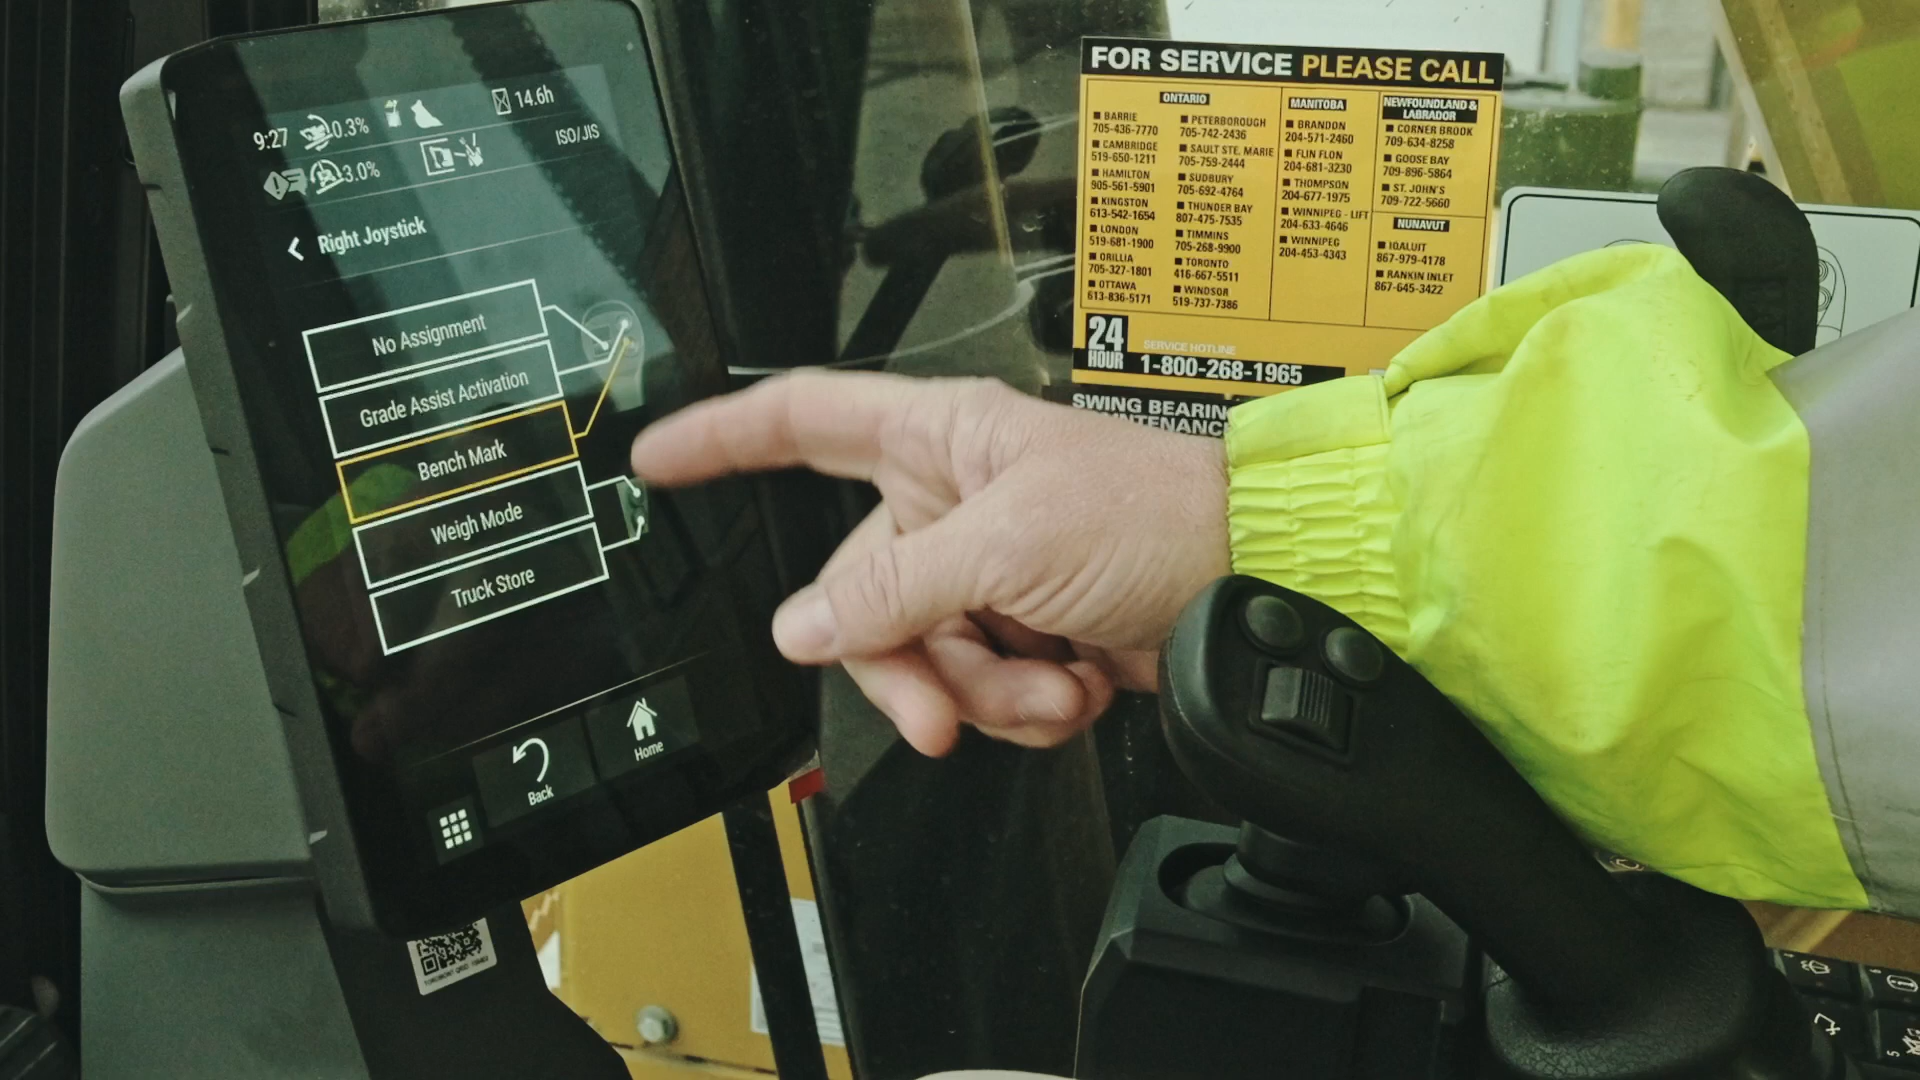 9:27
0.3%
14.6h
3.0%
ISO/JIS
Right Joystick
No Assignment
Grade Assist Activation
Bench Mark
Weigh Mode
Truck Store
Back
Home
FOR SERVICE PLEASE CALL
ONTARIO
BARRIE
705-436-7770
CAMBRIDGE
519-650-1211
HAMILTON
905-561-5901
KINGSTON
613-542-1654
LONDON
519-681-1900
ORILLIA
705-327-1801
OTTAWA
613-836-5171
PETERBOROUGH
705-742-2436
SAULT STE. MARIE
705-759-2444
SUDBURY
705-692-4764
THUNDER BAY
807-475-7535
TIMMINS
705-268-9900
TORONTO
416-667-5511
WINDSOR
519-737-7386
MANITOBA
BRANDON
204-571-2460
FLIN FLON
204-681-3230
THOMPSON
204-677-1975
WINNIPEG - LIFT
204-633-4646
WINNIPEG
204-453-4343
NEWFOUNDLAND &
LABRADOR
CORNER BROOK
709-634-8258
GOOSE BAY
709-896-5864
ST. JOHN'S
709-722-5660
NUNAVUT
IQALUIT
867-979-4178
RANKIN INLET
867-645-3422
24
HOUR
SERVICE HOTLINE
1-800-268-1965
SWING BEARING